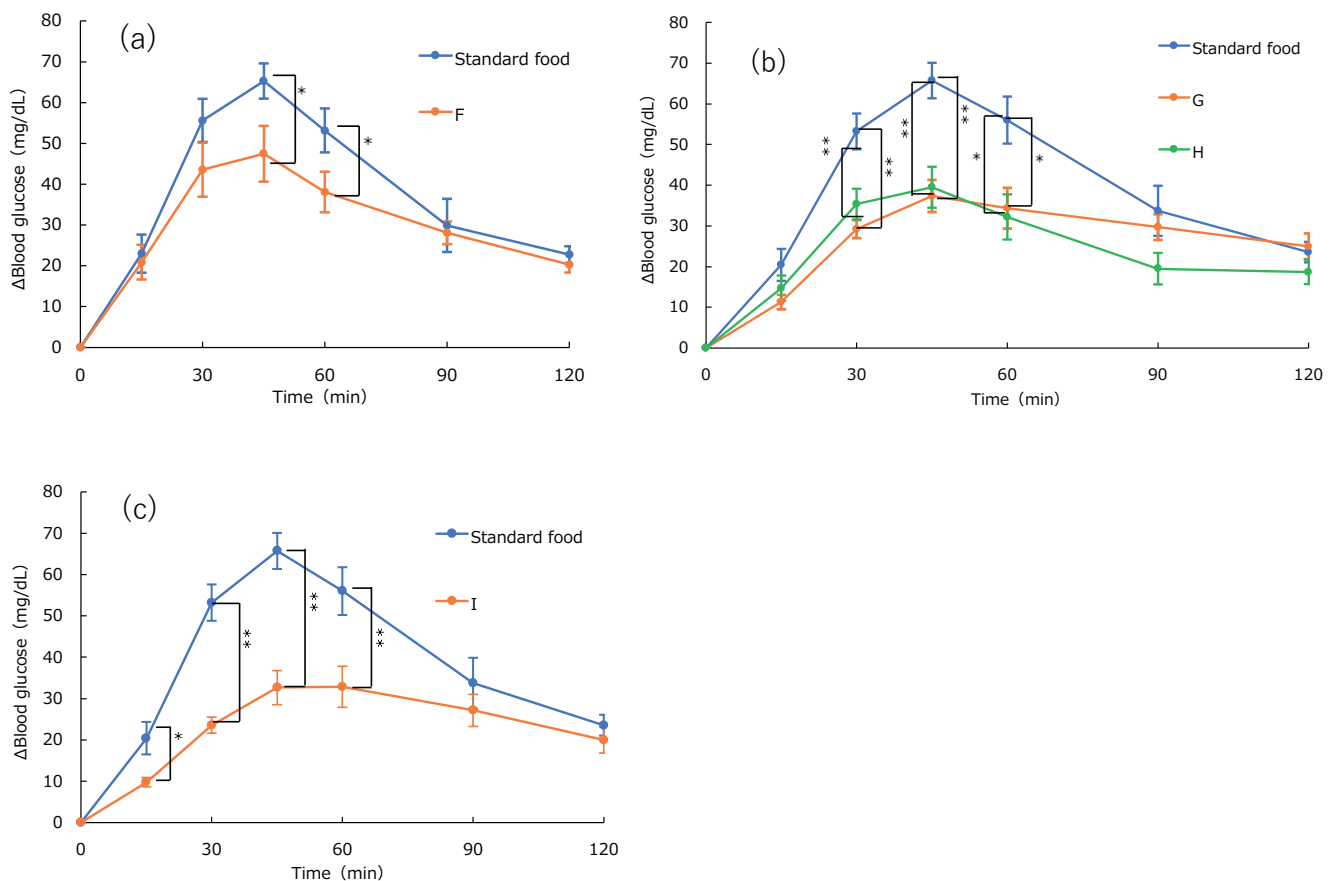 (a)
80
70
60
50
40
30
20
10
0
ΔBlood glucose (mg/dL)
Standard food
F
*
*
0 30 60 90 120
Time (min)
(b)
80
70
60
50
40
30
20
10
0
ΔBlood glucose (mg/dL)
Standard food
G
H
**
**
**
**
*
*
0 30 60 90 120
Time (min)
(c)
80
70
60
50
40
30
20
10
0
ΔBlood glucose (mg/dL)
Standard food
I
*
**
**
**
0 30 60 90 120
Time (min)